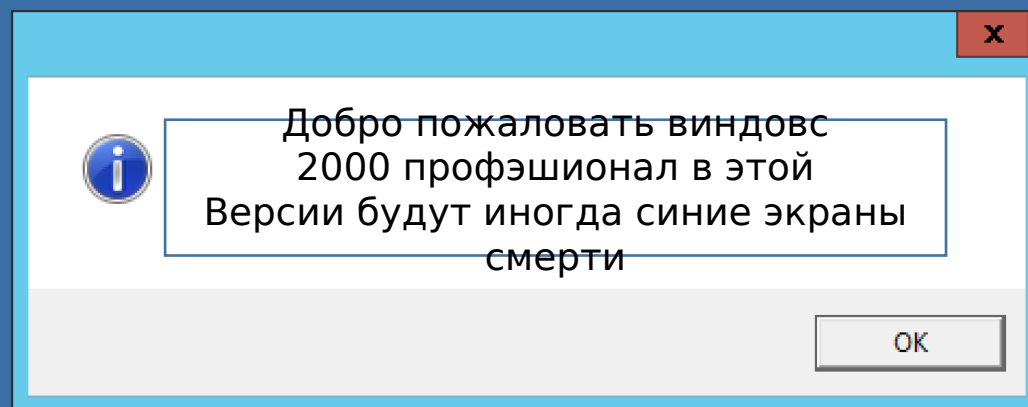 x
Добро пожаловать виндовс
2000 профэшионал в этой
Версии будут иногда синие экраны
смерти
OK